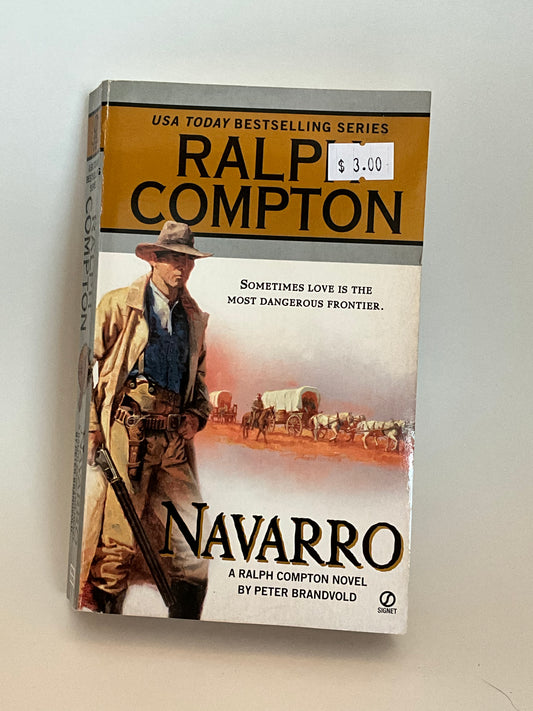 USA TODAY BESTSELLING SERIES
RALPH
$ 3.00
COMPTON
SOMETIMES LOVE IS THE
MOST DANGEROUS FRONTIER.
NAVARRO
A RALPH COMPTON NOVEL
BY PETER BRANDVOLD
SIGNET
COMPTON